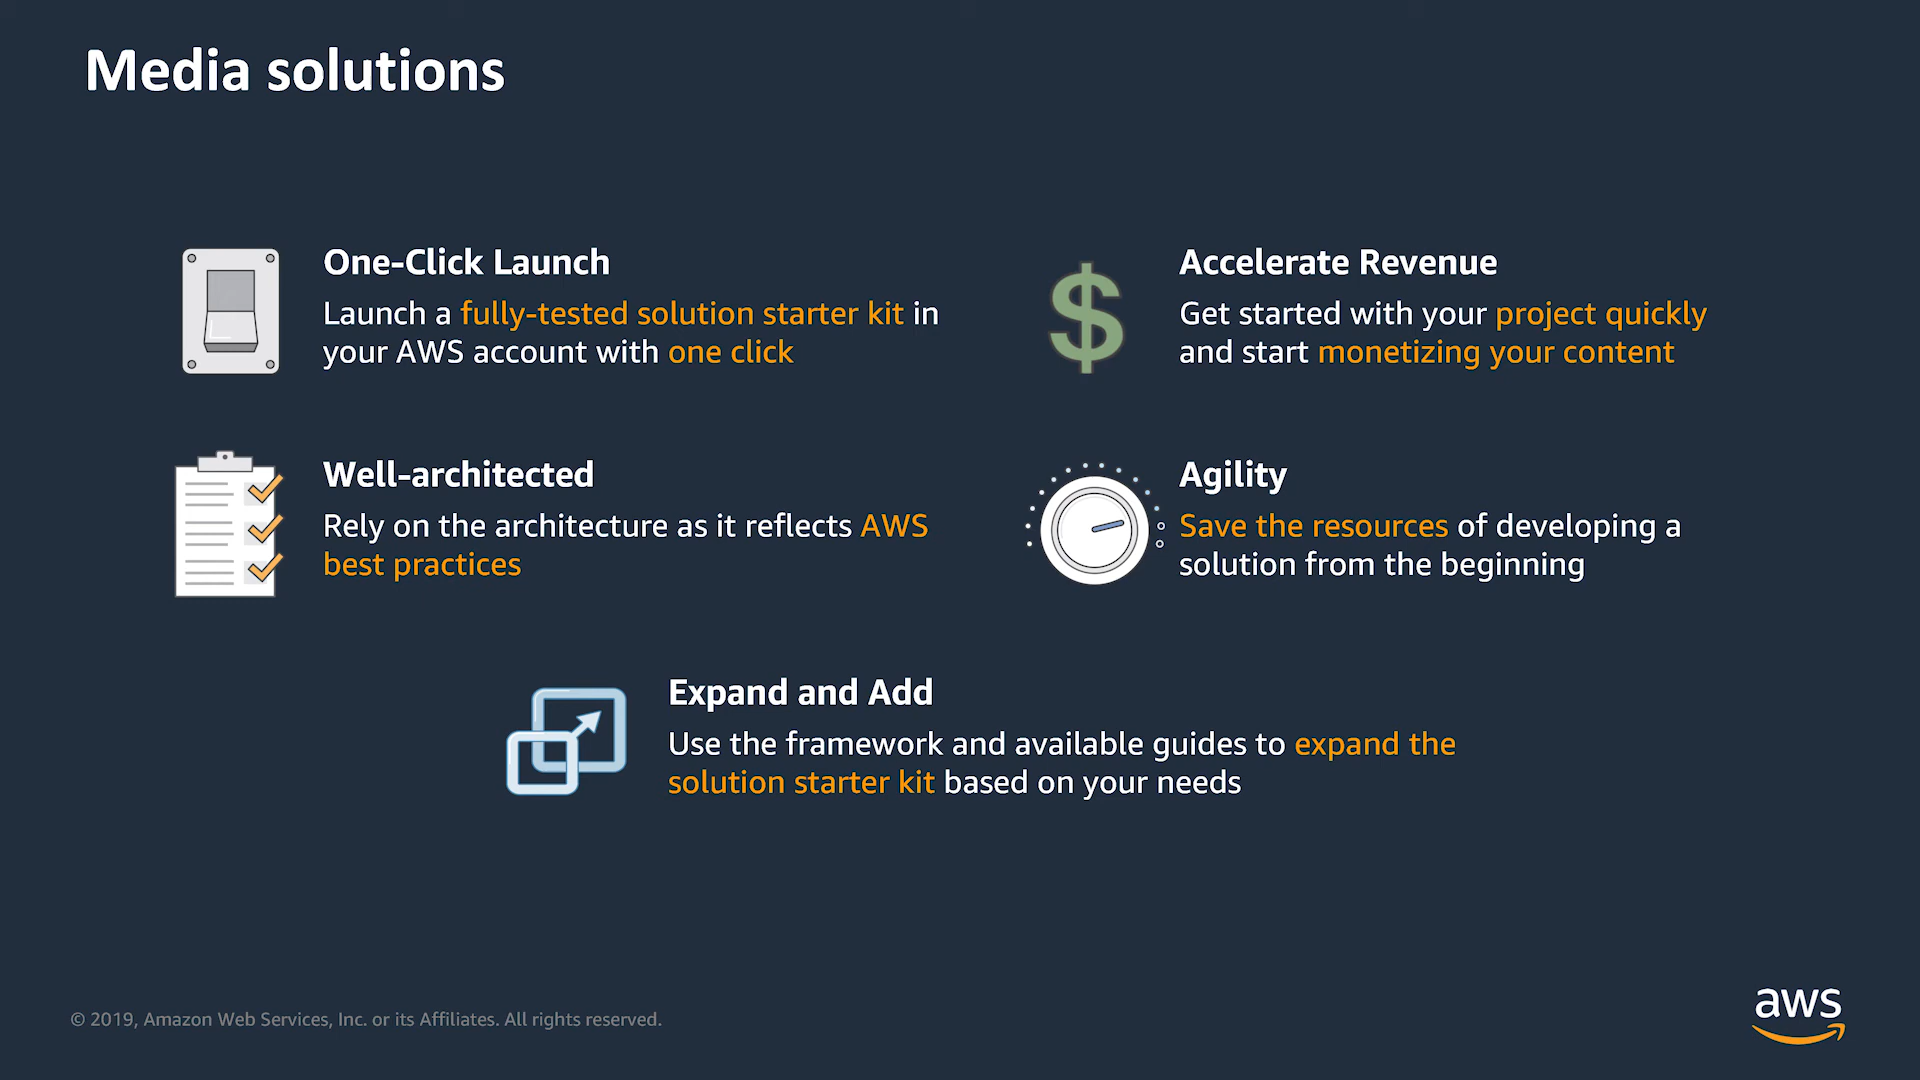 Media solutions
One-Click Launch
Launch a fully-tested solution starter kit in
your AWS account with one click
Accelerate Revenue
Get started with your project quickly
and start monetizing your content
Well-architected
Rely on the architecture as it reflects AWS
best practices
Agility
Save the resources of developing a
solution from the beginning
Expand and Add
Use the framework and available guides to expand the
solution starter kit based on your needs
© 2019, Amazon Web Services, Inc. or its Affiliates. All rights reserved.
aws